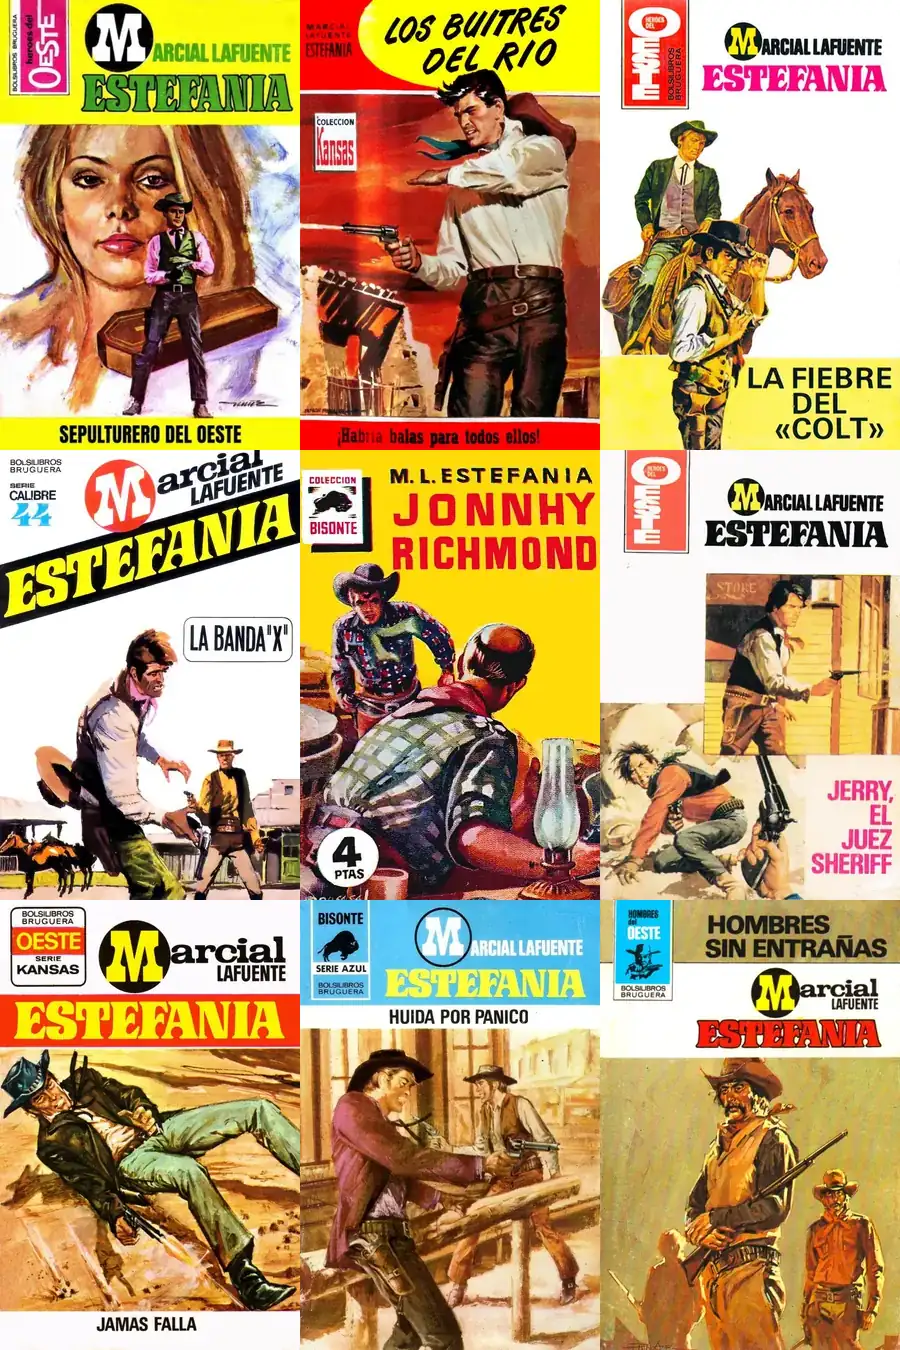 BOLSILIBROS BRUGUERA
heroes del
OESTE
MARCIAL LAFUENTE
ESTEFANIA
SEPULTURERO DEL OESTE
MARCIAL
LAFUENTE
ESTEFANIA
LOS BUITRES
DEL RIO
COLECCION
Kansas
¡Habria balas para todos ellos!
HEROES DEL
OESTE
BOLSILIBROS
BRUGUERA
MARCIAL LAFUENTE
ESTEFANIA
LA FIEBRE
DEL
«COLT»
BOLSILIBROS
BRUGUERA
SERIE
CALIBRE
44
Marcial
LAFUENTE
ESTEFANIA
LA BANDA "X"
COLECCION
BISONTE
M. L. ESTEFANIA
JONNHY
RICHMOND
4
PTAS
HEROES
DEL
OESTE
MARCIAL LAFUENTE
ESTEFANIA
STORE
JERRY,
EL
JUEZ
SHERIFF
BOLSILIBROS
BRUGUERA
OESTE
SERIE
KANSAS
Marcial
LAFUENTE
ESTEFANIA
JAMAS FALLA
BISONTE
SERIE AZUL
BOLSILIBROS
BRUGUERA
MARCIAL LAFUENTE
ESTEFANIA
HUIDA POR PANICO
HOMBRES
DEL
OESTE
BOLSILIBROS
BRUGUERA
HOMBRES
SIN ENTRAÑAS
Marcial
LAFUENTE
ESTEFANIA